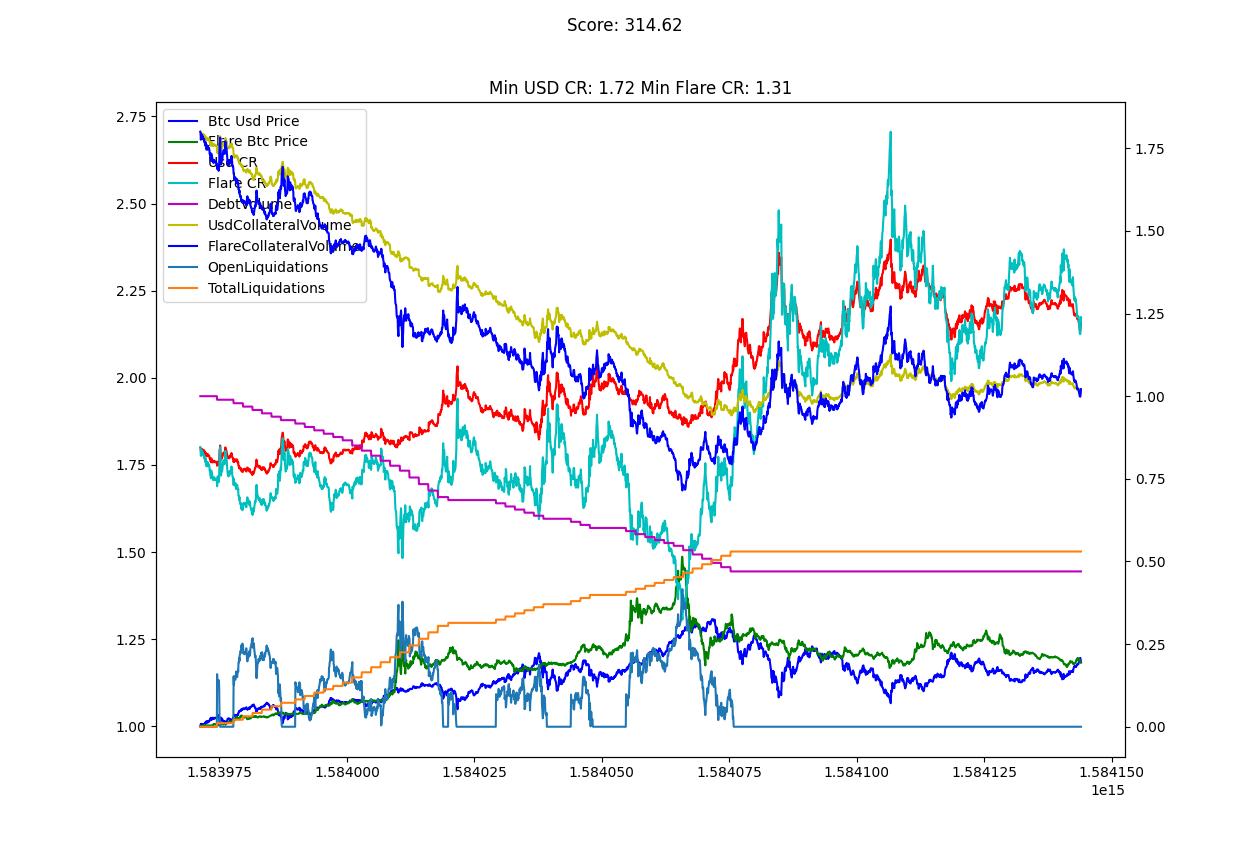 Score: 314.62
Min USD CR: 1.72 Min Flare CR: 1.31
Btc Usd Price
Flare Btc Price
Usd CR
Flare CR
DebtVolume
UsdCollateralVolume
FlareCollateralVolume
OpenLiquidations
TotalLiquidations
2.75
2.50
2.25
2.00
1.75
1.50
1.25
1.00
1.75
1.50
1.25
1.00
0.75
0.50
0.25
0.00
1.583975 1.584000 1.584025 1.584050 1.584075 1.584100 1.584125 1.584150
1e15